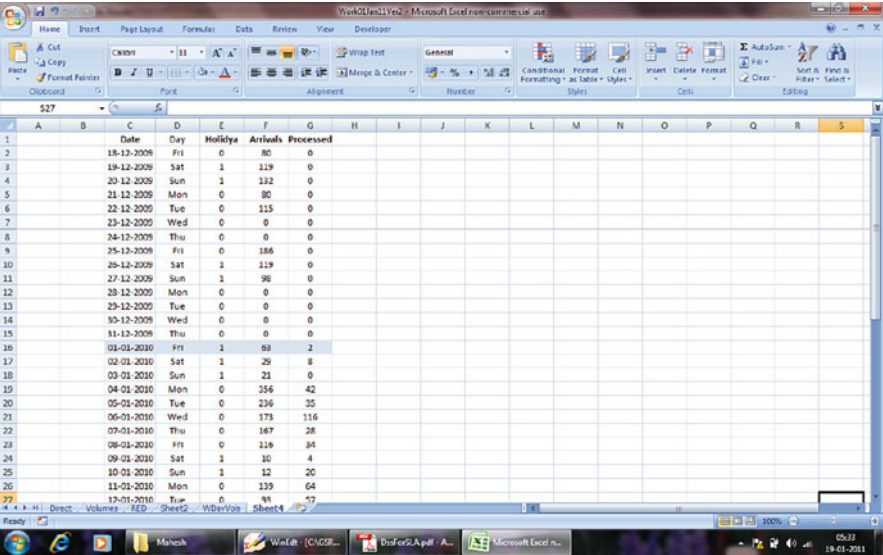 Work01Jan11Ver2 - Microsoft Excel non-commercial use
Home Insert Page Layout Formulas Data Review View Developer
Cut
Copy
Format Painter
Paste
Clipboard
Calibri 11
Font
Wrap Text
Merge & Center
Alignment
General
Number
Conditional Formatting
Format as Table
Cell Styles
Styles
Insert Delete Format
Cells
AutoSum
Fill
Clear
Sort & Filter
Find & Select
Editing
S27
A B C D E F G H I J K L M N O P Q R S
1 Date Day Holidya Arrivals Processed
2 18-12-2009 Fri 0 80 0
3 19-12-2009 Sat 1 119 0
4 20-12-2009 Sun 1 132 0
5 21-12-2009 Mon 0 80 0
6 22-12-2009 Tue 0 115 0
7 23-12-2009 Wed 0 0 0
8 24-12-2009 Thu 0 0 0
9 25-12-2009 Fri 0 186 0
10 26-12-2009 Sat 1 119 0
11 27-12-2009 Sun 1 98 0
12 28-12-2009 Mon 0 0 0
13 29-12-2009 Tue 0 0 0
14 30-12-2009 Wed 0 0 0
15 31-12-2009 Thu 0 0 0
16 01-01-2010 Fri 1 63 2
17 02-01-2010 Sat 1 29 8
18 03-01-2010 Sun 1 21 0
19 04-01-2010 Mon 0 356 42
20 05-01-2010 Tue 0 236 35
21 06-01-2010 Wed 0 173 116
22 07-01-2010 Thu 0 167 28
23 08-01-2010 Fri 0 116 34
24 09-01-2010 Sat 1 10 4
25 10-01-2010 Sun 1 12 20
26 11-01-2010 Mon 0 139 64
27 12-01-2010 Tue 0 93 57
Direct Volumes RED Sheet2 WDayVols Sheet4
Ready 100%
Mahesh WinEdt - [C:\GSR... DssForSLA.pdf - A... Microsoft Excel n... 05:33
19-01-2011